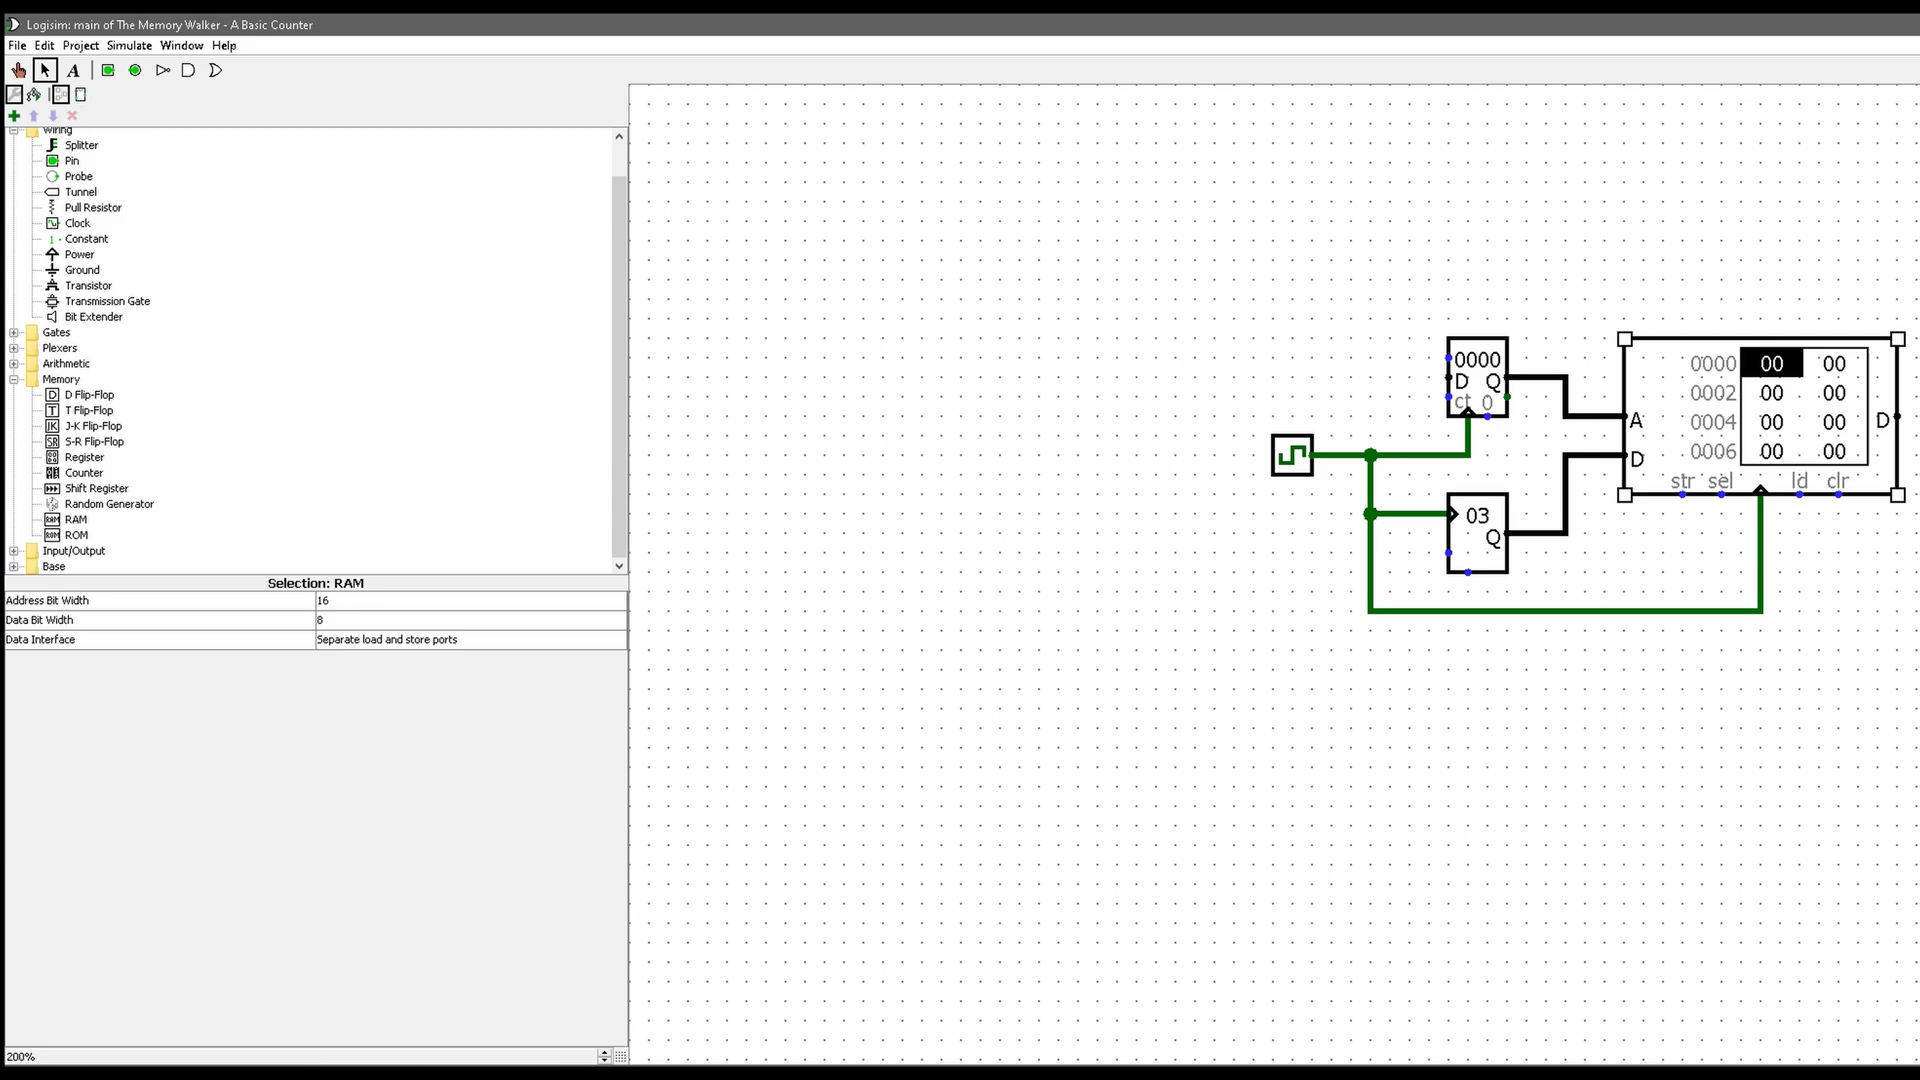 Logisim: main of The Memory Walker - A Basic Counter
File Edit Project Simulate Window Help
A
Wiring
Splitter
Pin
Probe
Tunnel
Pull Resistor
Clock
Constant
Power
Ground
Transistor
Transmission Gate
Bit Extender
Gates
Plexers
Arithmetic
Memory
D Flip-Flop
T Flip-Flop
J-K Flip-Flop
S-R Flip-Flop
Register
Counter
Shift Register
Random Generator
RAM
ROM
Input/Output
Base
Selection: RAM
Address Bit Width 16
Data Bit Width 8
Data Interface Separate load and store ports
200%
0000
D Q
ct 0
03
Q
0000 00 00
0002 00 00
0004 00 00
0006 00 00
A
D
D
str sel ld clr